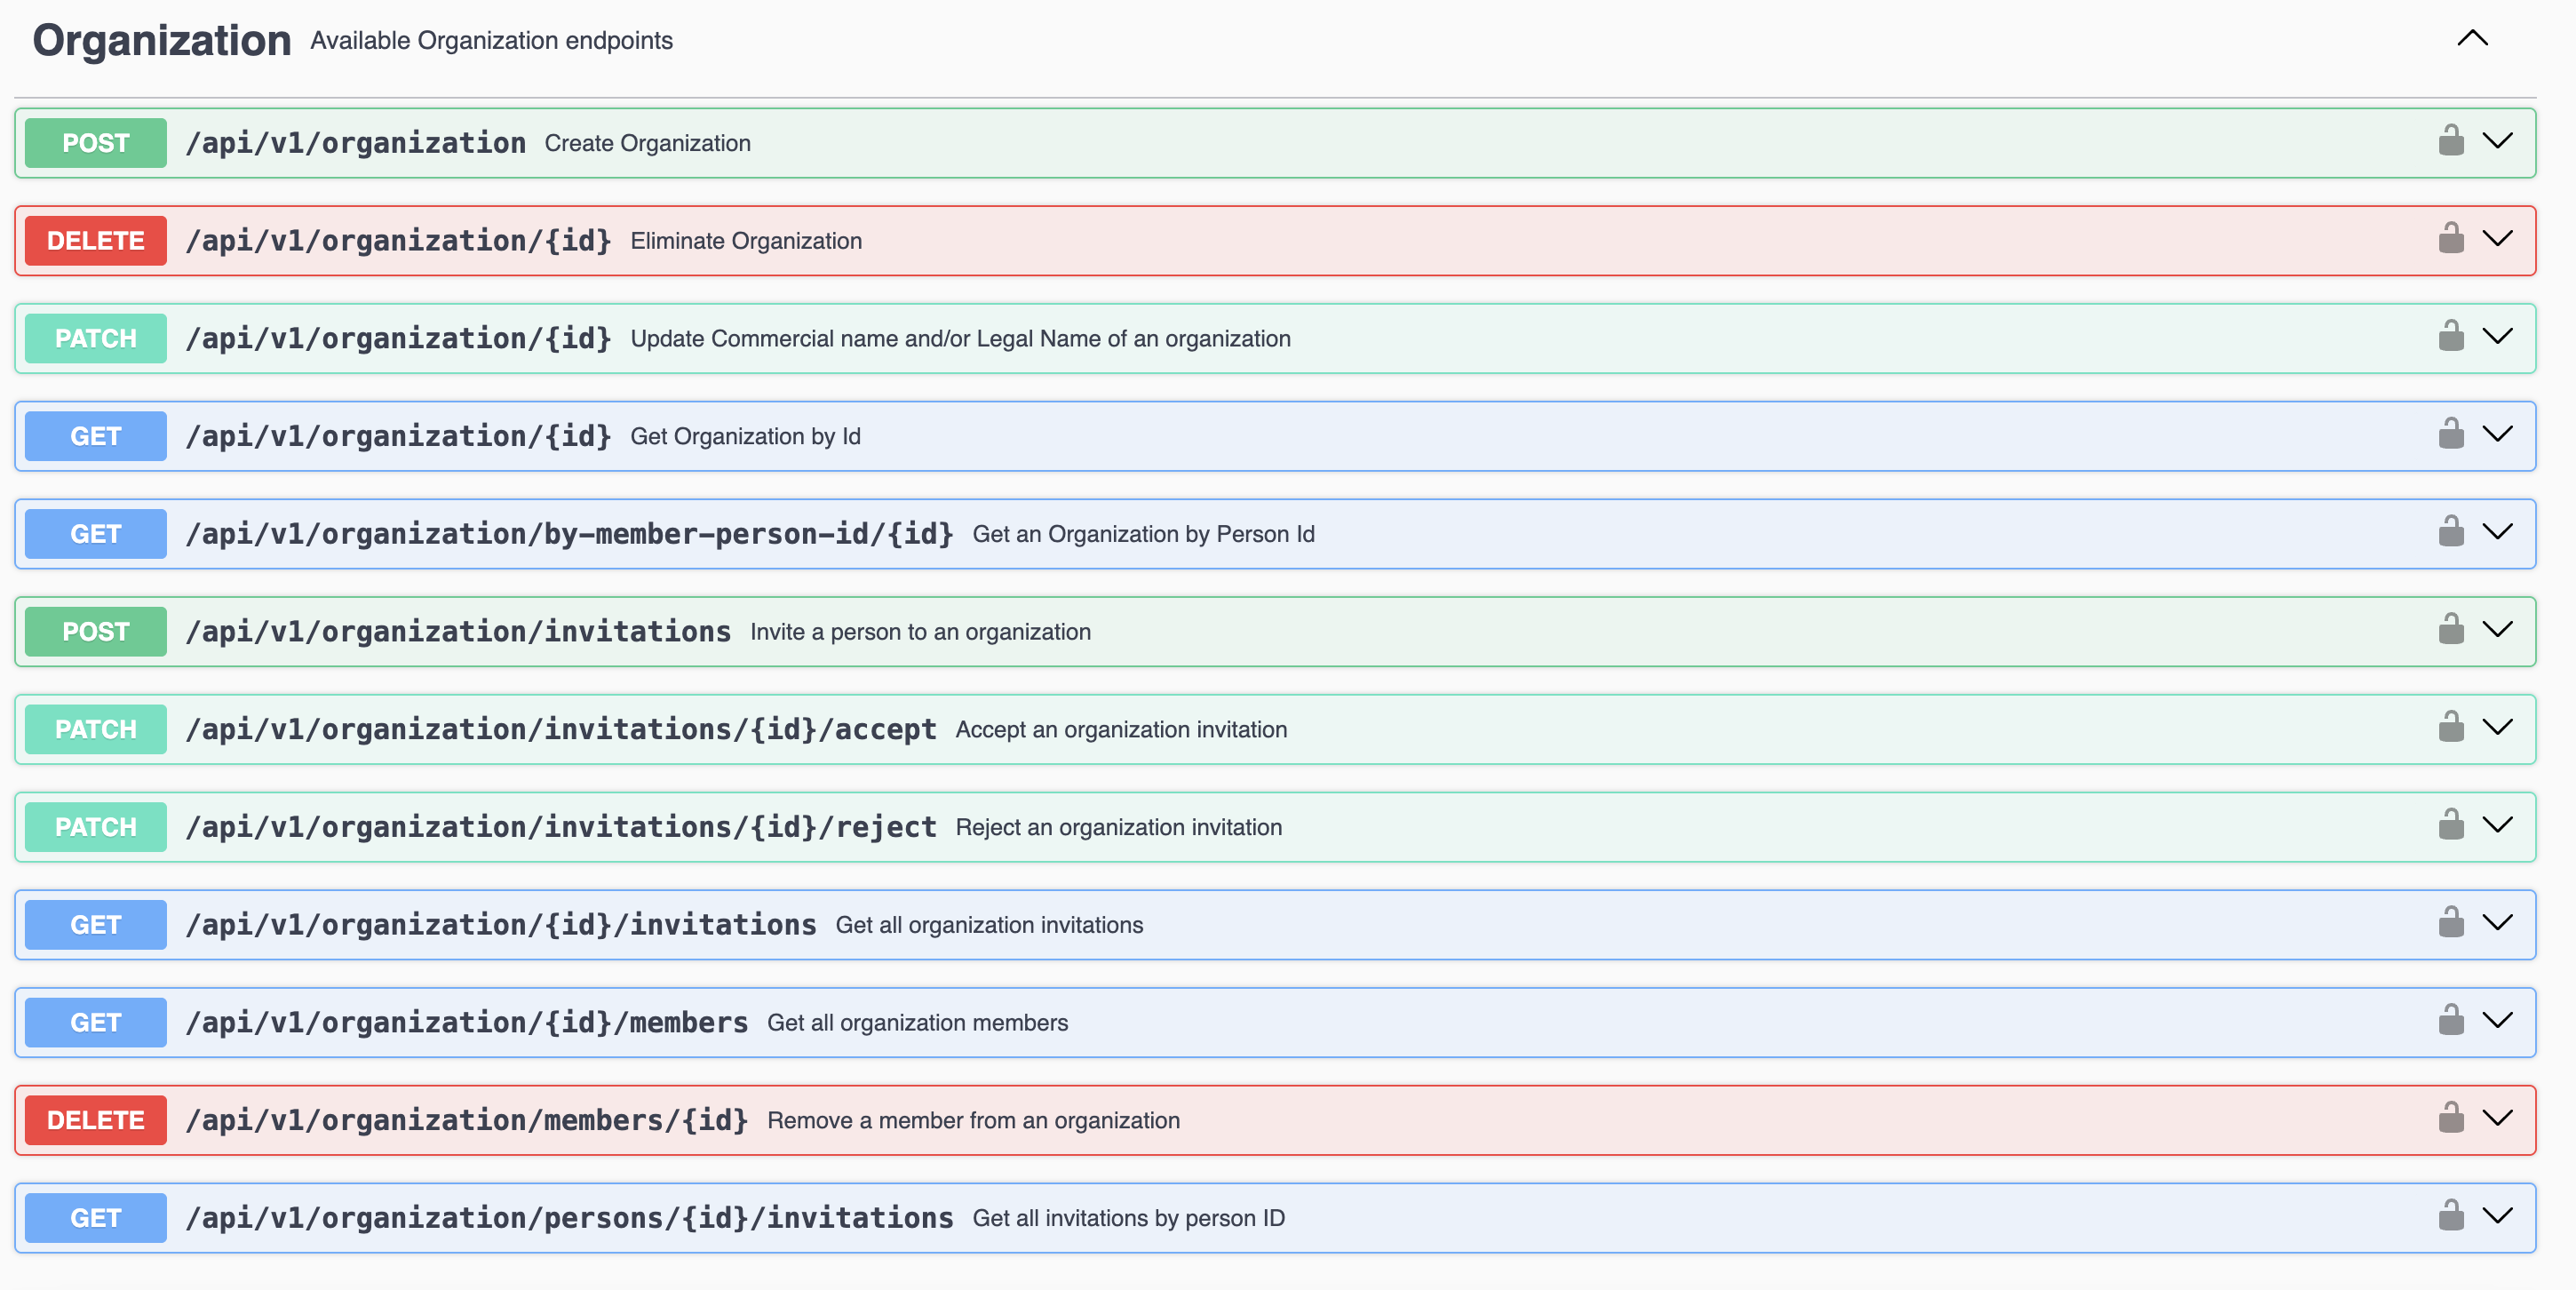 Organization Available Organization endpoints
POST /api/v1/organization Create Organization
DELETE /api/v1/organization/{id} Eliminate Organization
PATCH /api/v1/organization/{id} Update Commercial name and/or Legal Name of an organization
GET /api/v1/organization/{id} Get Organization by Id
GET /api/v1/organization/by-member-person-id/{id} Get an Organization by Person Id
POST /api/v1/organization/invitations Invite a person to an organization
PATCH /api/v1/organization/invitations/{id}/accept Accept an organization invitation
PATCH /api/v1/organization/invitations/{id}/reject Reject an organization invitation
GET /api/v1/organization/{id}/invitations Get all organization invitations
GET /api/v1/organization/{id}/members Get all organization members
DELETE /api/v1/organization/members/{id} Remove a member from an organization
GET /api/v1/organization/persons/{id}/invitations Get all invitations by person ID